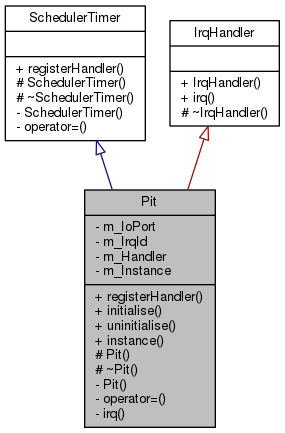 SchedulerTimer
+ registerHandler()
# SchedulerTimer()
# ~SchedulerTimer()
- SchedulerTimer()
- operator=()
IrqHandler
+ IrqHandler()
+ irq()
# ~IrqHandler()
Pit
- m_IoPort
- m_IrqId
- m_Handler
- m_Instance
+ registerHandler()
+ initialise()
+ uninitialise()
+ instance()
# Pit()
# ~Pit()
- Pit()
- operator=()
- irq()